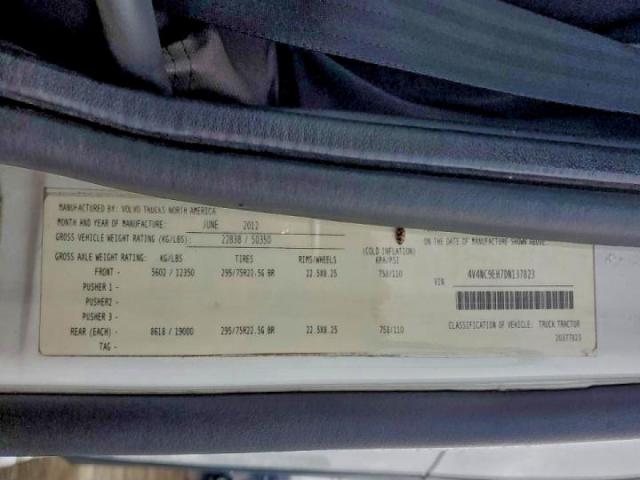 MANUFACTURED BY: VOLVO TRUCKS NORTH AMERICA
MONTH AND YEAR OF MANUFACTURE: JUNE 2012
GROSS VEHICLE WEIGHT RATING (KG/LBS) 22838 / 50350
GROSS AXLE WEIGHT RATING: KG/LBS TIRES RIMS/WHEELS (COLD INFLATION) KPA/PSI
FRONT - 5602 / 12350 295/75R22.5G BR 22.5X8.25 758/110
PUSHER 1 -
PUSHER2 -
PUSHER 3 -
REAR (EACH) - 8618 / 19000 295/75R22.5G BR 22.5X8.25 758/110
TAG -
ON THE DATE OF MANUFACTURE SHOWN ABOVE.
4V4NC9EH7DN137823
VIN
CLASSIFICATION OF VEHICLE: TRUCK TRACTOR
20377823